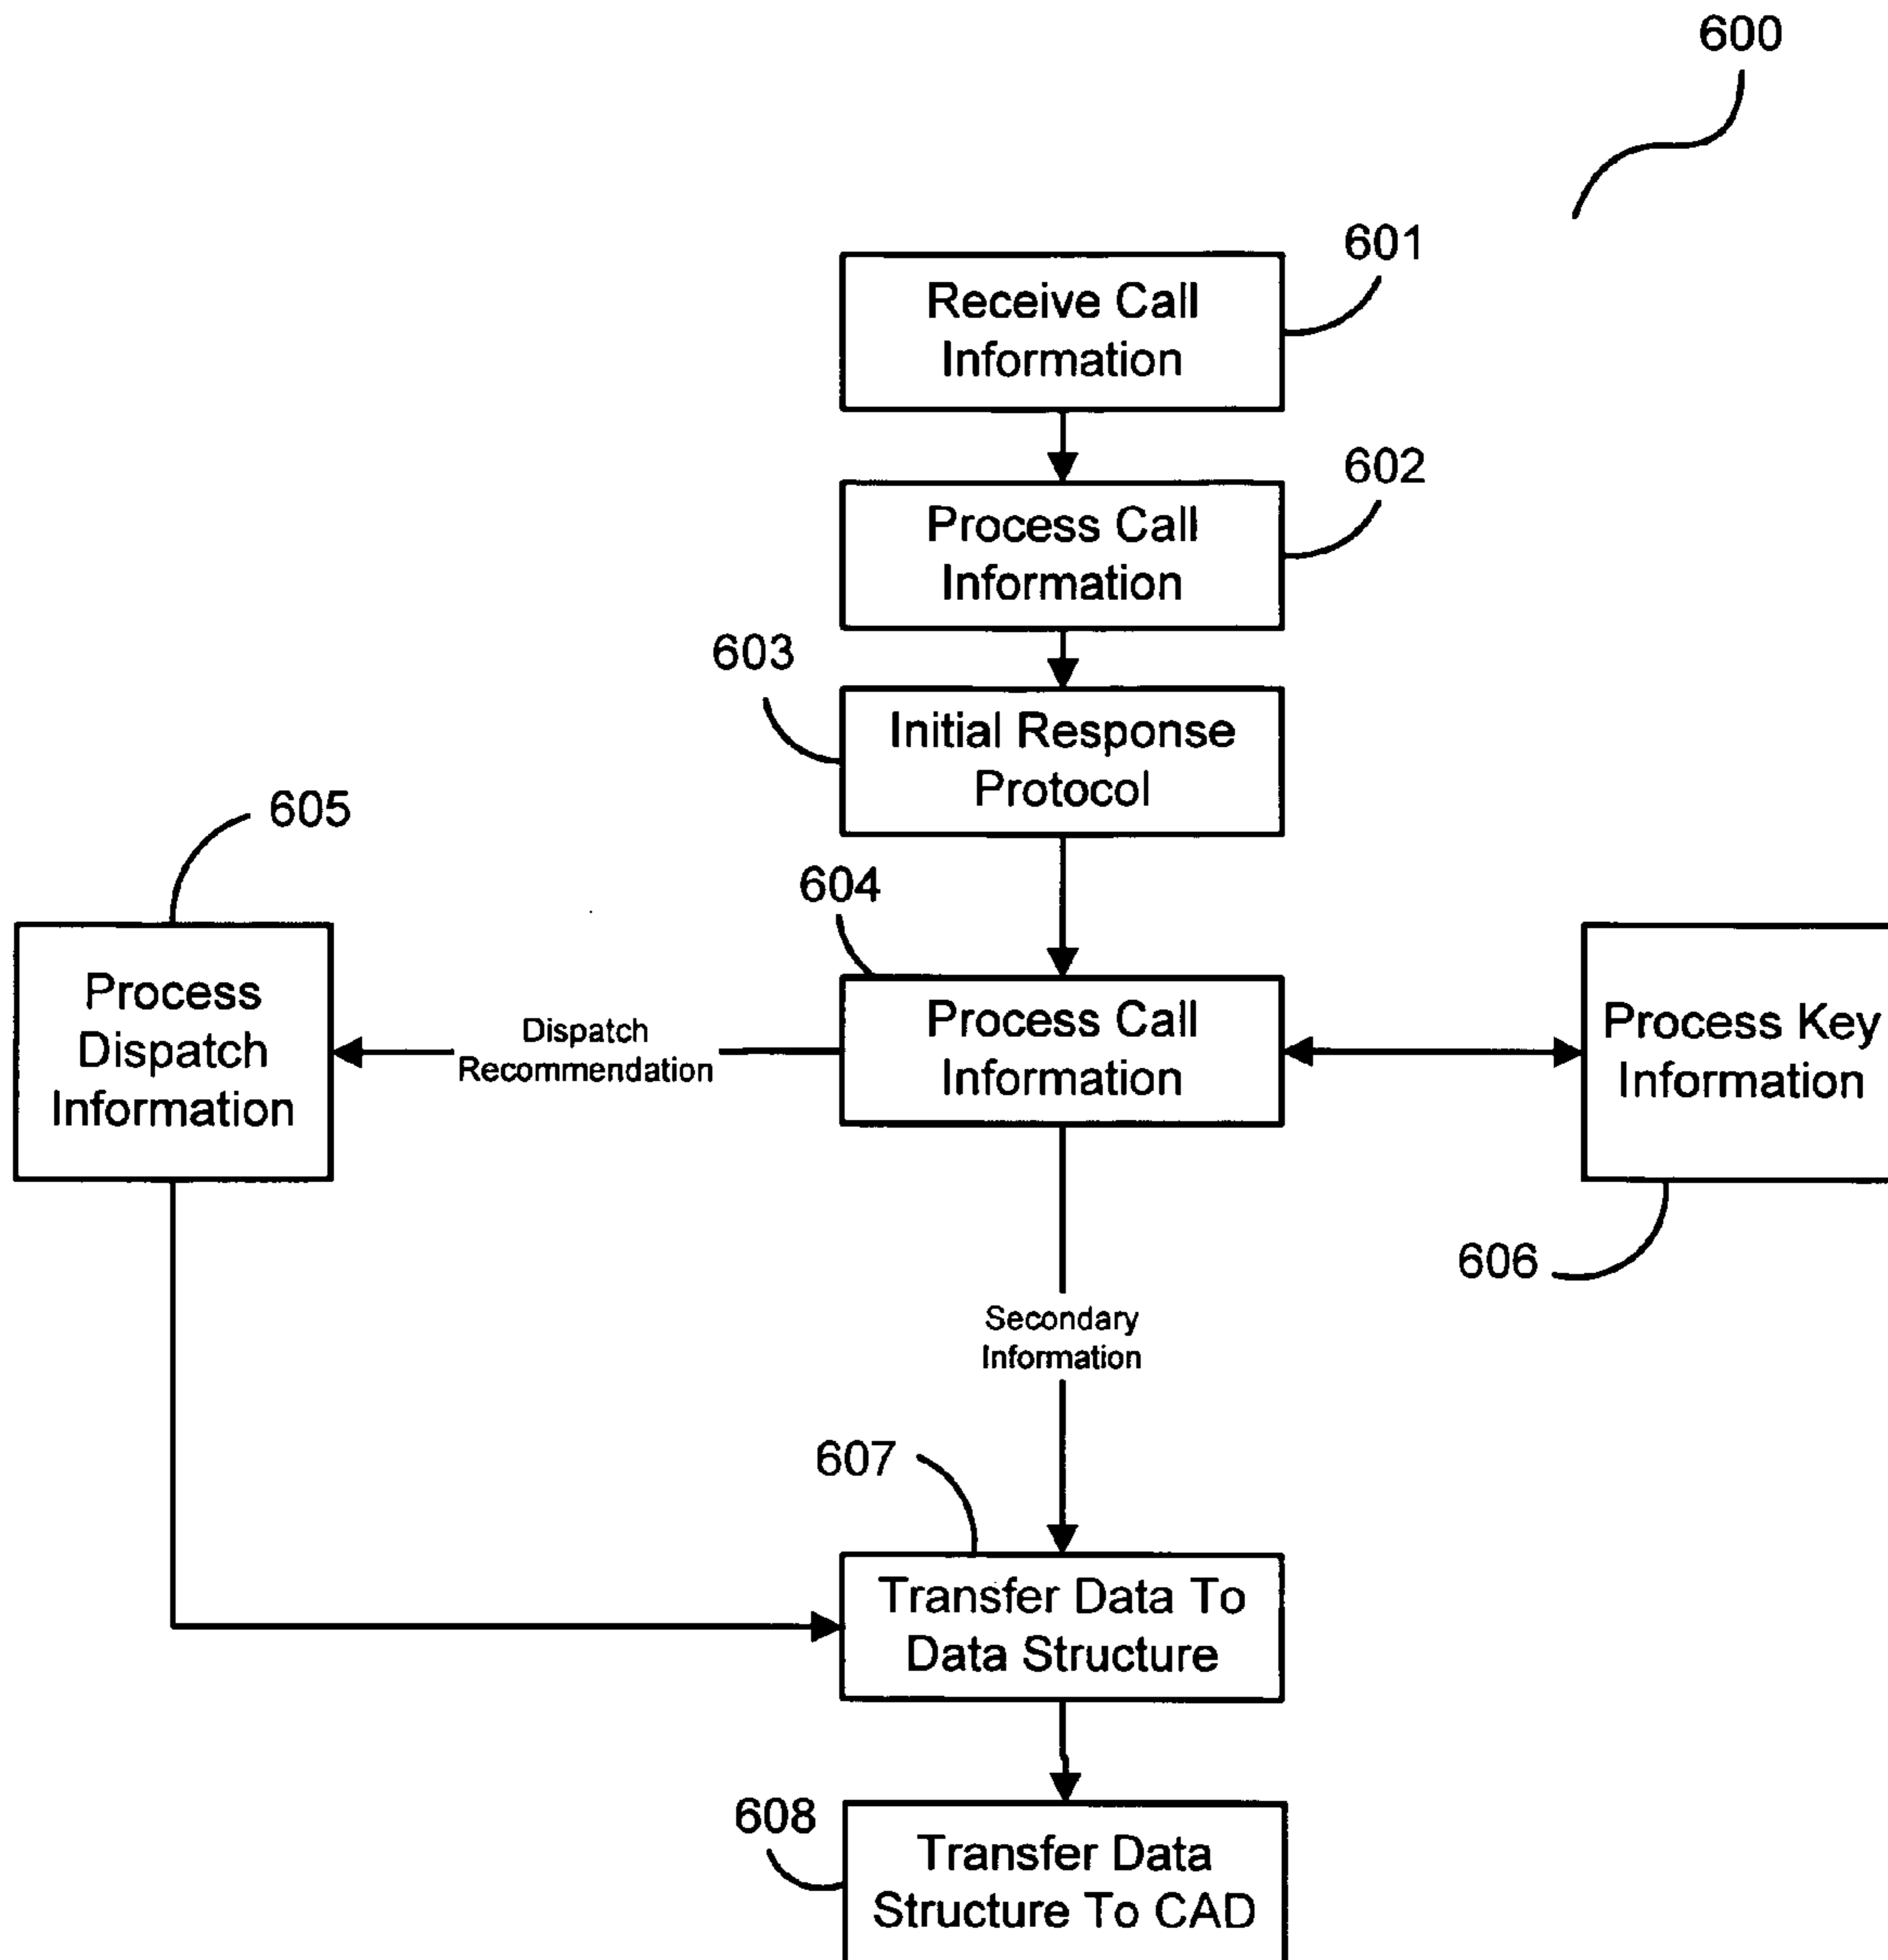 600
601
Receive Call
Information
602
Process Call
Information
603
Initial Response
Protocol
605
604
Process
Dispatch
Information
Dispatch
Recommendation
Process Call
Information
Process Key
Information
606
Secondary
Information
607
Transfer Data To
Data Structure
608
Transfer Data
Structure To CAD